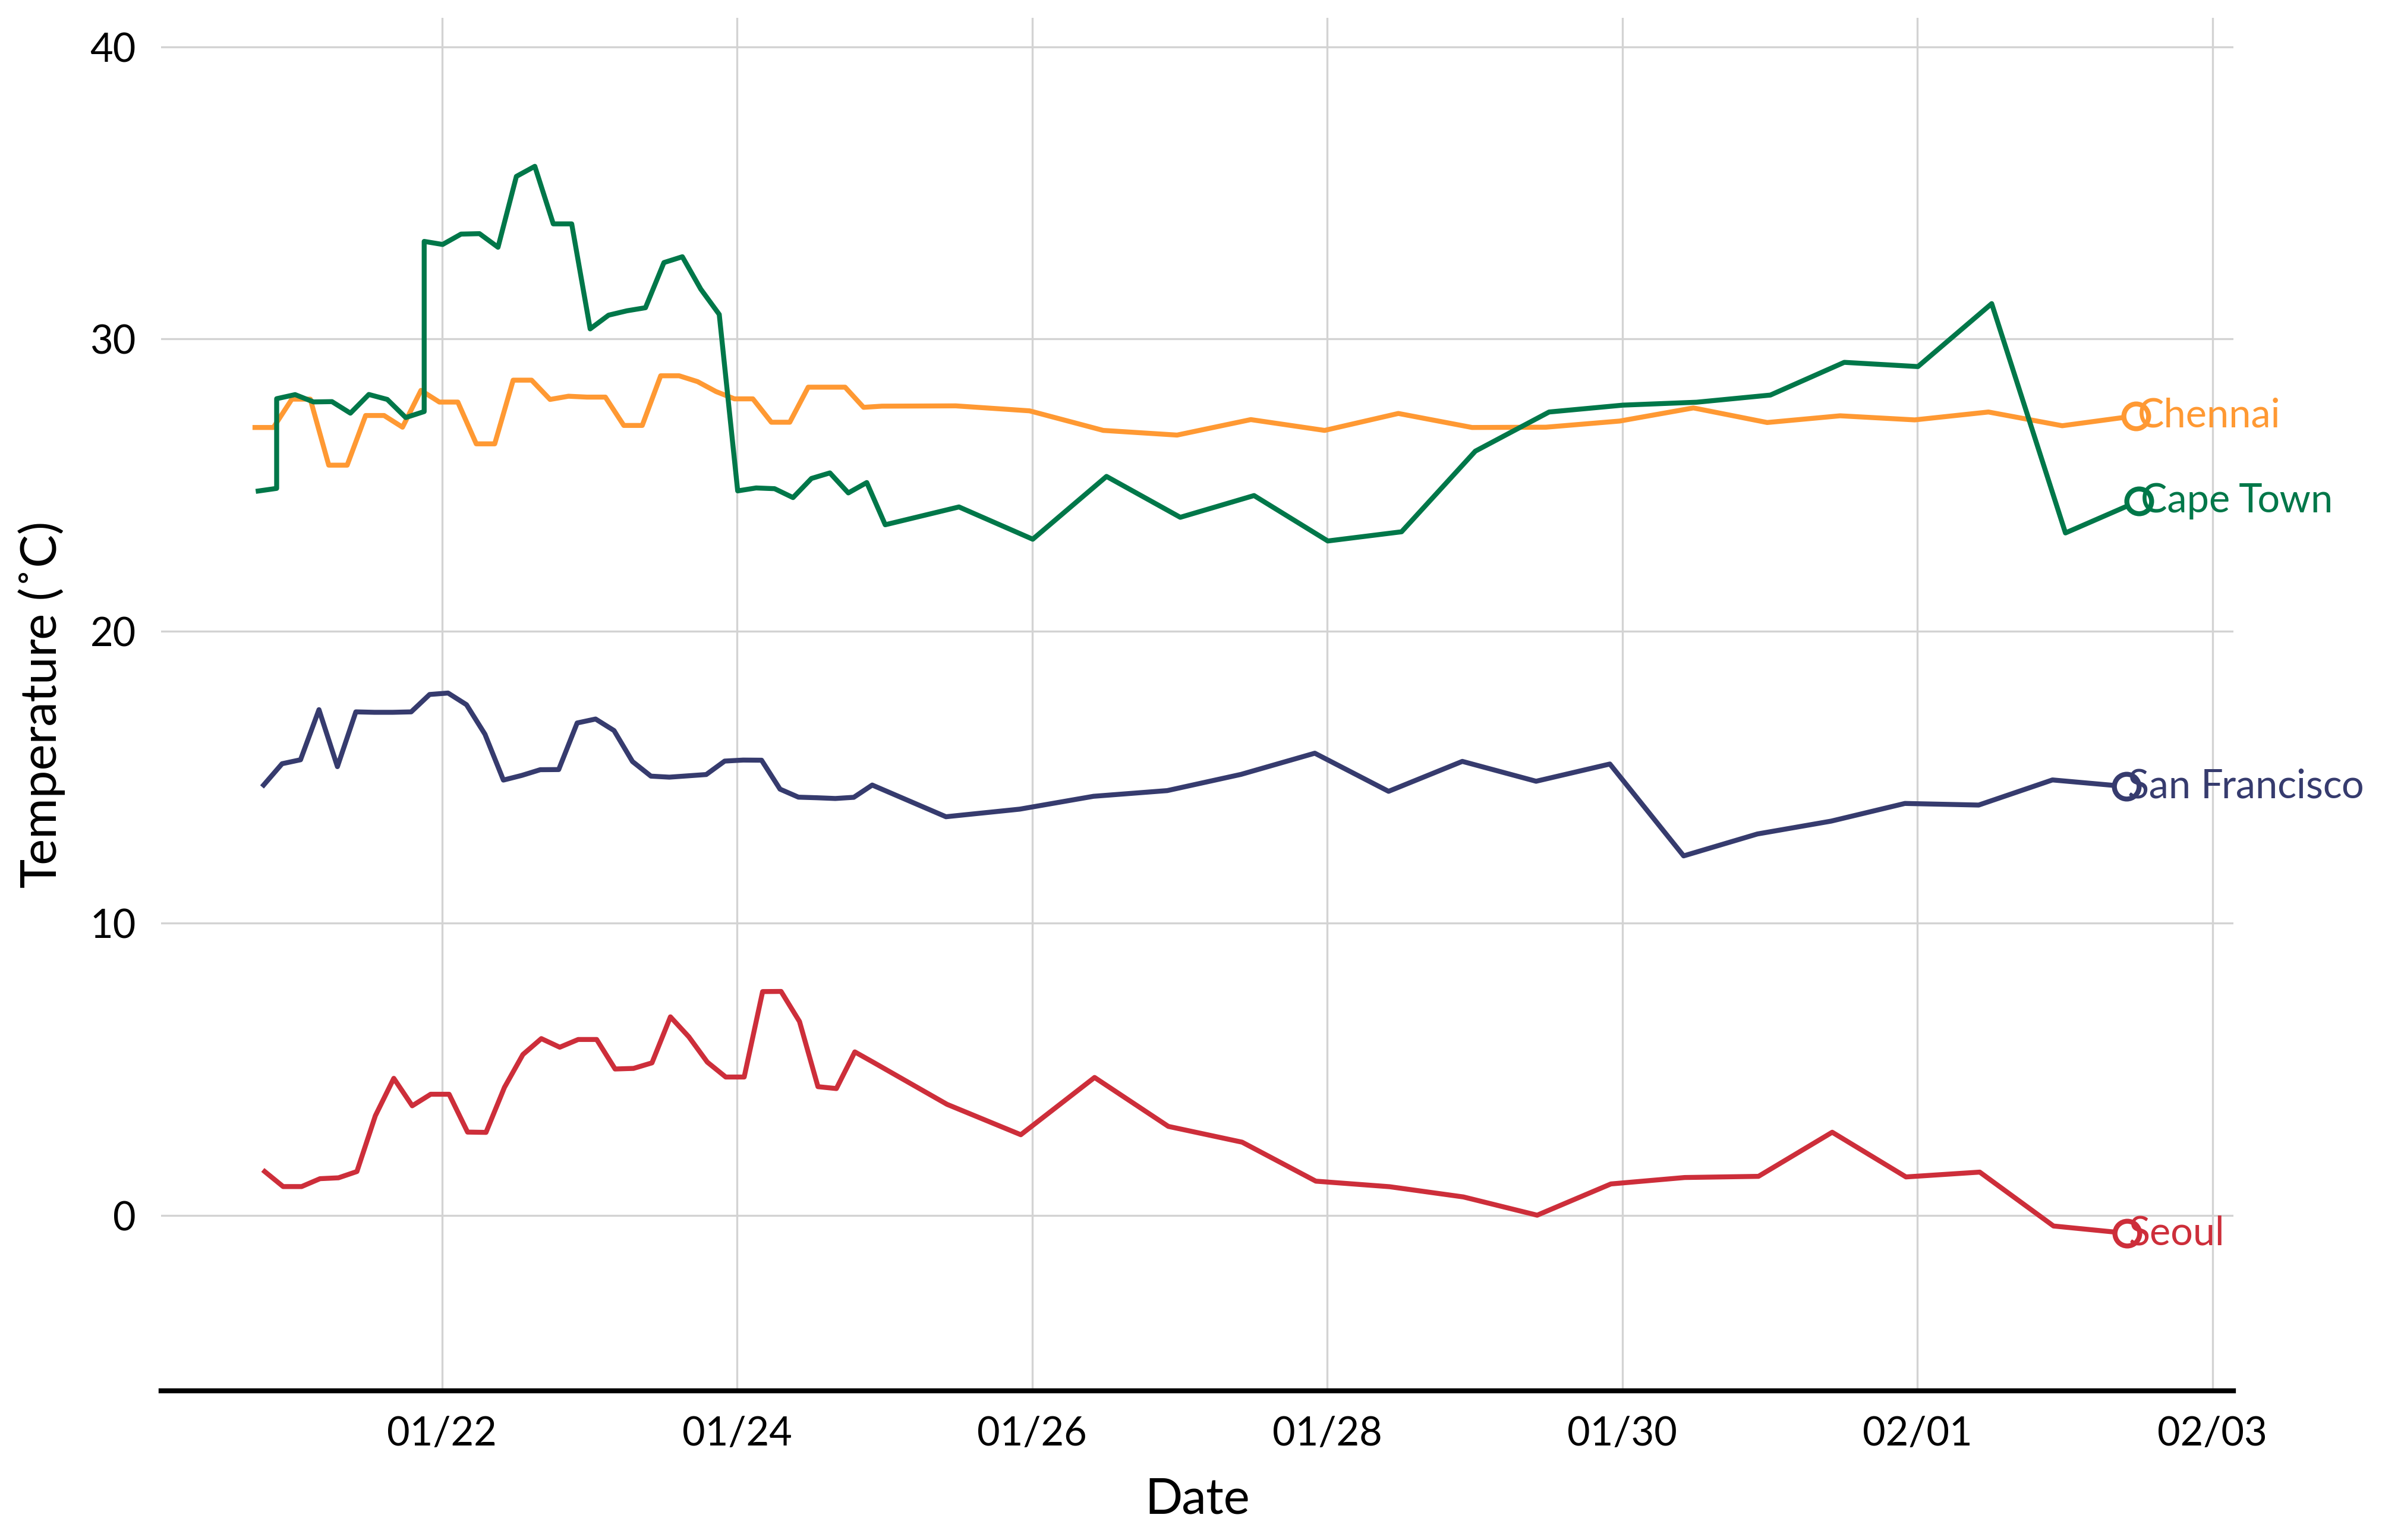 40
30
20
10
0
Temperature (°C)
Chennai
Cape Town
San Francisco
Seoul
01/22 01/24 01/26 01/28 01/30 02/01 02/03
Date